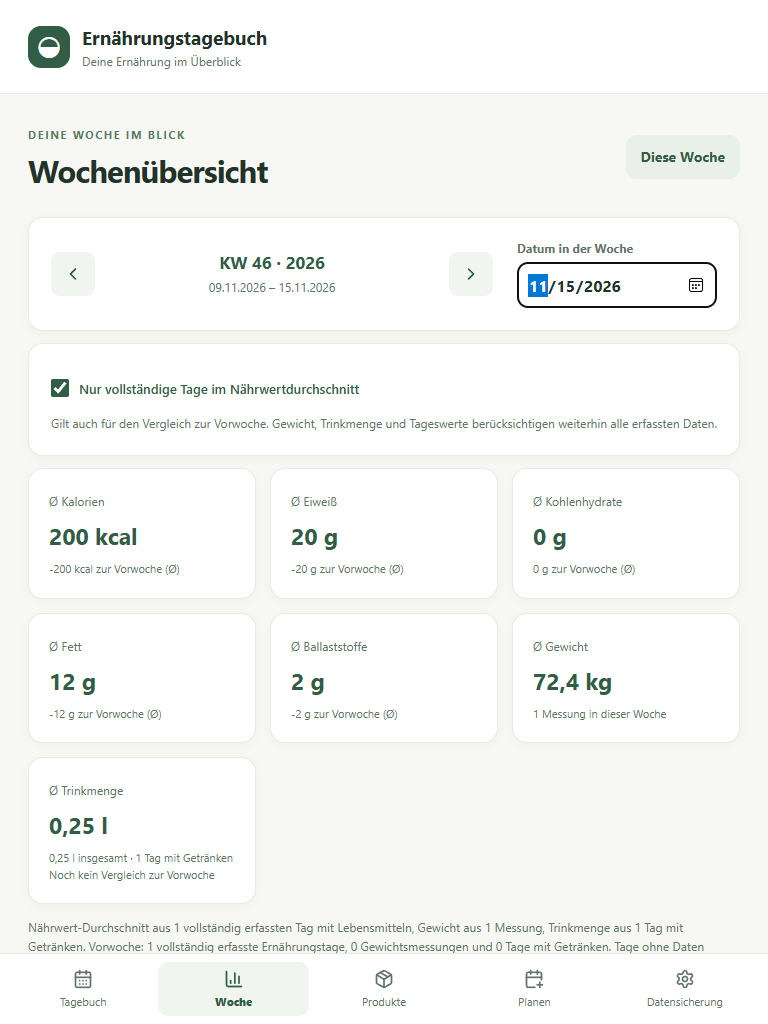 Ernährungstagebuch
Deine Ernährung im Überblick
DEINE WOCHE IM BLICK
Wochenübersicht
Diese Woche
KW 46 · 2026
09.11.2026 – 15.11.2026
Datum in der Woche
11/15/2026
Nur vollständige Tage im Nährwertdurchschnitt
Gilt auch für den Vergleich zur Vorwoche. Gewicht, Trinkmenge und Tageswerte berücksichtigen weiterhin alle erfassten Daten.
Ø Kalorien
200 kcal
-200 kcal zur Vorwoche (Ø)
Ø Eiweiß
20 g
-20 g zur Vorwoche (Ø)
Ø Kohlenhydrate
0 g
0 g zur Vorwoche (Ø)
Ø Fett
12 g
-12 g zur Vorwoche (Ø)
Ø Ballaststoffe
2 g
-2 g zur Vorwoche (Ø)
Ø Gewicht
72,4 kg
1 Messung in dieser Woche
Ø Trinkmenge
0,25 l
0,25 l insgesamt · 1 Tag mit Getränken
Noch kein Vergleich zur Vorwoche
Nährwert-Durchschnitt aus 1 vollständig erfassten Tag mit Lebensmitteln, Gewicht aus 1 Messung, Trinkmenge aus 1 Tag mit
Getränken. Vorwoche: 1 vollständig erfasste Ernährungstage, 0 Gewichtsmessungen und 0 Tage mit Getränken. Tage ohne Daten
Tagebuch
Woche
Produkte
Planen
Datensicherung